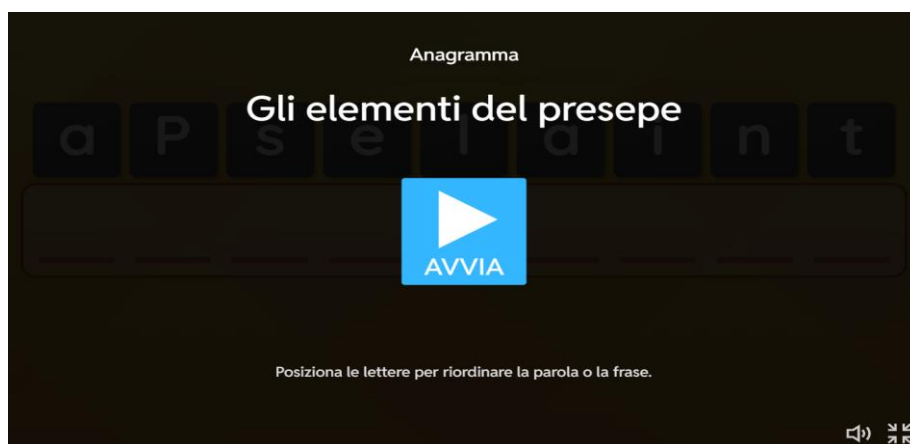 Anagramma
Gli elementi del presepe
a P s e l a i n t
AVVIA
Posiziona le lettere per riordinare la parola o la frase.